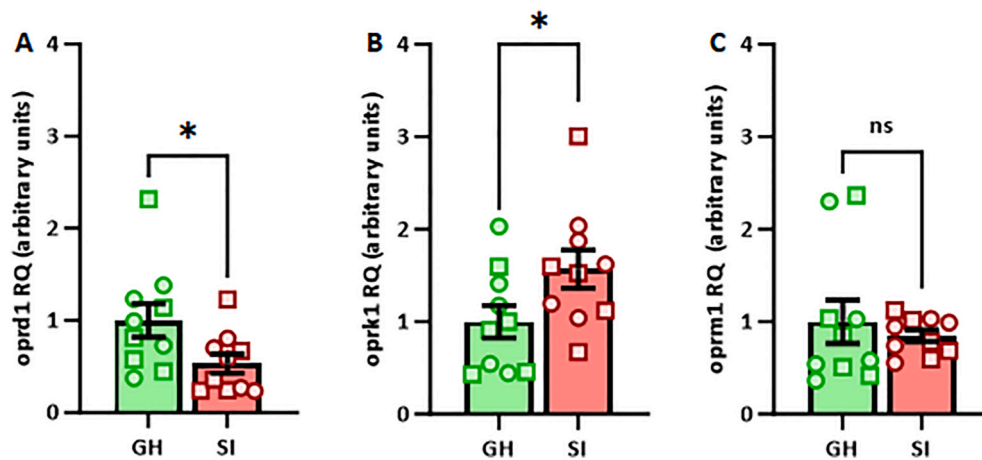 A
oprd1 RQ (arbitrary units)
4
3
2
1
0
*
GH
SI
B
oprk1 RQ (arbitrary units)
4
3
2
1
0
*
GH
SI
C
oprm1 RQ (arbitrary units)
4
3
2
1
0
ns
GH
SI